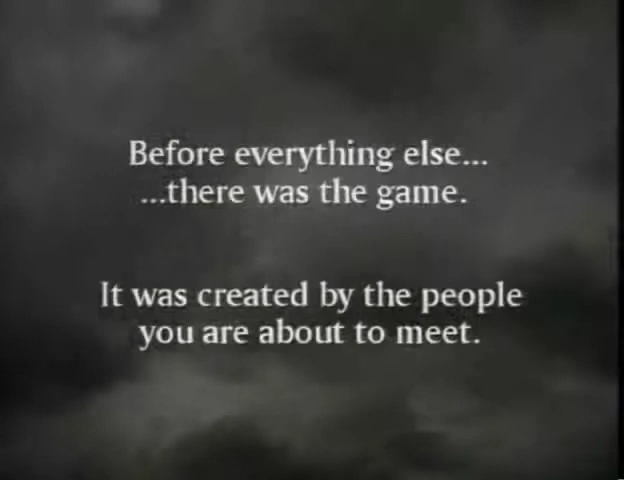 Before everything else...
...there was the game.
It was created by the people
you are about to meet.